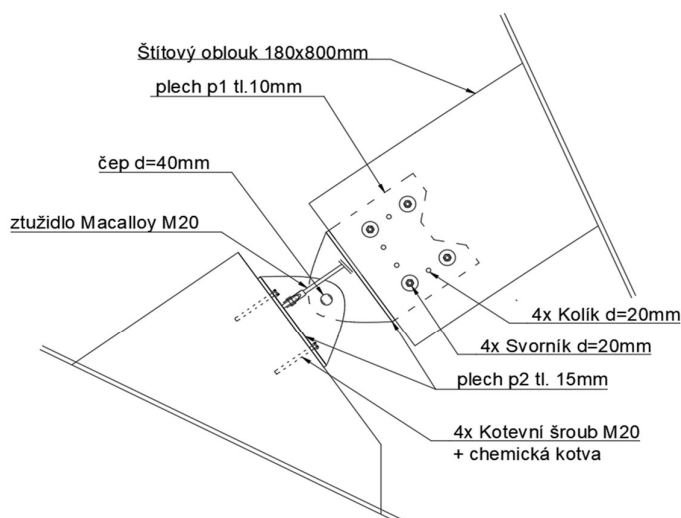 Štítový oblouk 180x800mm
plech p1 tl.10mm
čep d=40mm
ztužidlo Macalloy M20
4x Kolík d=20mm
4x Svorník d=20mm
plech p2 tl. 15mm
4x Kotevní šroub M20
+ chemická kotva